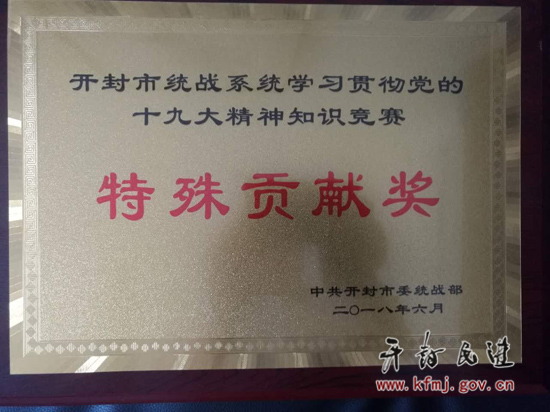 开封市统战系统学习贯彻党的
十九大精神知识竞赛
特殊贡献奖
中共开封市委统战部
二〇一八年六月
开封民进
www.kfmj.gov.cn